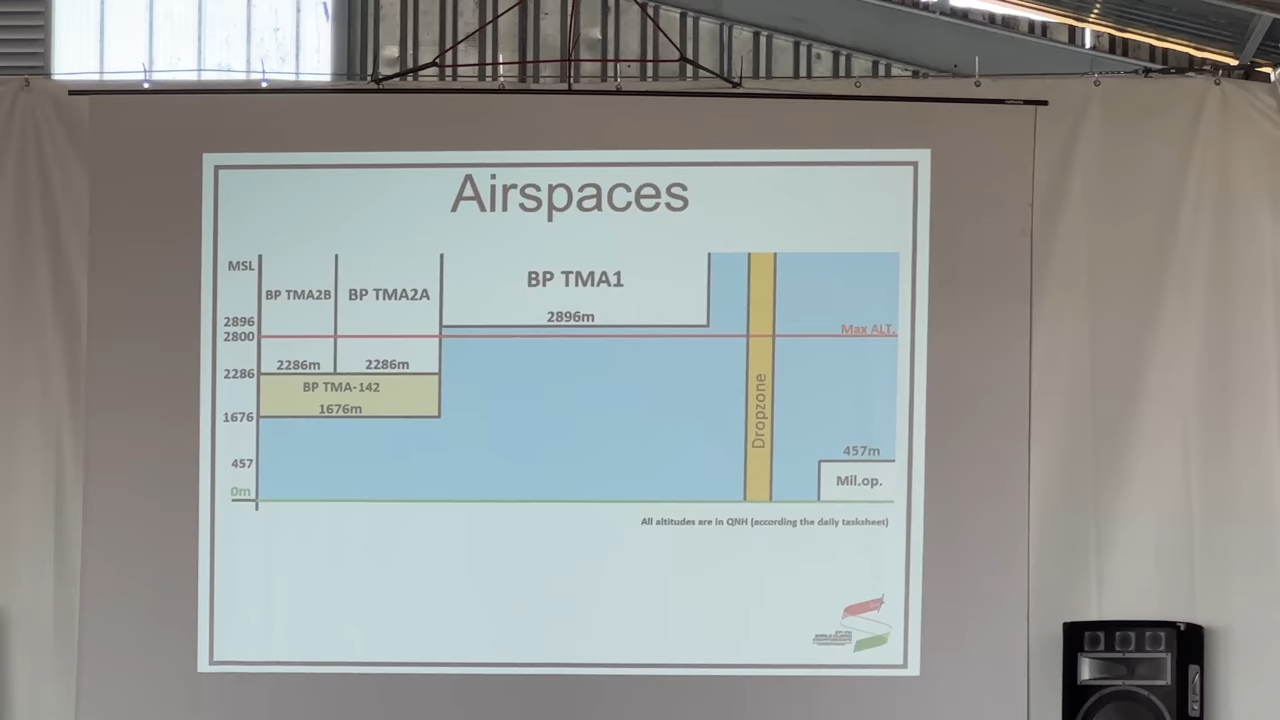 Airspaces
MSL
BP TMA2B
BP TMA2A
BP TMA1
2896m
2896
2800
Max ALT.
2286m
2286m
2286
BP TMA-142
1676m
1676
Dropzone
457m
457
Mil.op.
0m
All altitudes are in QNH (according the daily tasksheet)